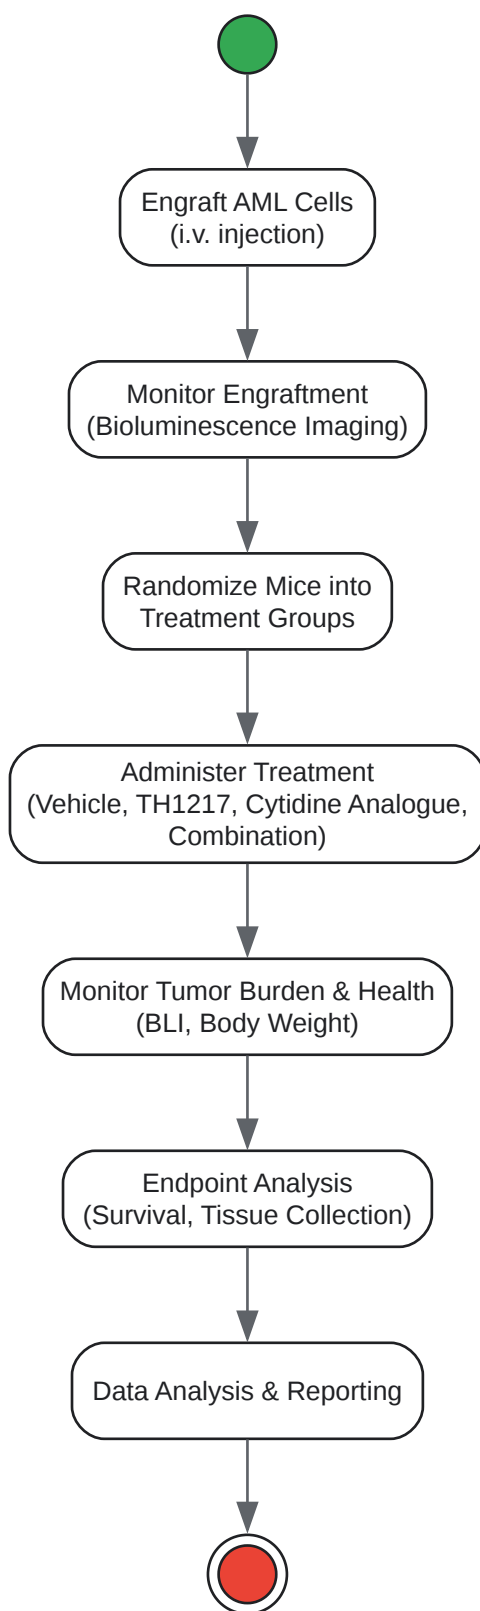 Engraft AML Cells
(i.v. injection)
Monitor Engraftment
(Bioluminescence Imaging)
Randomize Mice into
Treatment Groups
Administer Treatment
(Vehicle, TH1217, Cytidine Analogue,
Combination)
Monitor Tumor Burden & Health
(BLI, Body Weight)
Endpoint Analysis
(Survival, Tissue Collection)
Data Analysis & Reporting